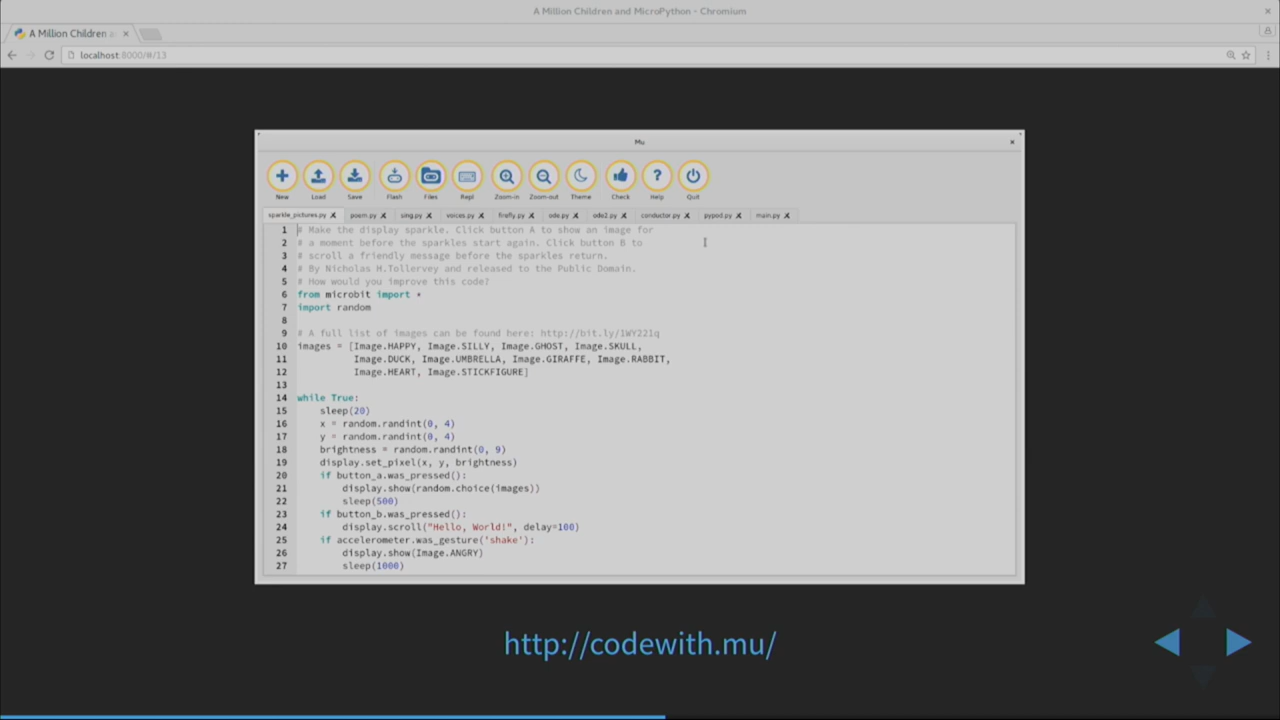 A Million Children and MicroPython - Chromium
A Million Children a
localhost:8000/#/13
Mu
New Load Save Flash Files Repl Zoom-in Zoom-out Theme Check Help Quit
sparkle_pictures.py poem.py sing.py voices.py firefly.py ode.py ode2.py conductor.py pypod.py main.py
1 # Make the display sparkle. Click button A to show an image for
2 # a moment before the sparkles start again. Click button B to
3 # scroll a friendly message before the sparkles return.
4 # By Nicholas H.Tollervey and released to the Public Domain.
5 # How would you improve this code?
6 from microbit import *
7 import random
8
9 # A full list of images can be found here: http://bit.ly/1WY221q
10 images = [Image.HAPPY, Image.SILLY, Image.GHOST, Image.SKULL,
11 Image.DUCK, Image.UMBRELLA, Image.GIRAFFE, Image.RABBIT,
12 Image.HEART, Image.STICKFIGURE]
13
14 while True:
15 sleep(20)
16 x = random.randint(0, 4)
17 y = random.randint(0, 4)
18 brightness = random.randint(0, 9)
19 display.set_pixel(x, y, brightness)
20 if button_a.was_pressed():
21 display.show(random.choice(images))
22 sleep(500)
23 if button_b.was_pressed():
24 display.scroll("Hello, World!", delay=100)
25 if accelerometer.was_gesture('shake'):
26 display.show(Image.ANGRY)
27 sleep(1000)
http://codewith.mu/